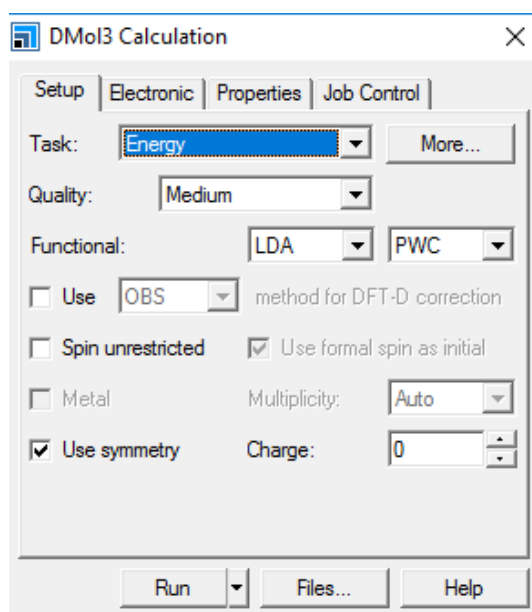 DMol3 Calculation
Setup Electronic Properties Job Control
Task: Energy More...
Quality: Medium
Functional: LDA PWC
Use OBS method for DFT-D correction
Spin unrestricted Use formal spin as initial
Metal Multiplicity: Auto
Use symmetry Charge: 0
Run Files... Help